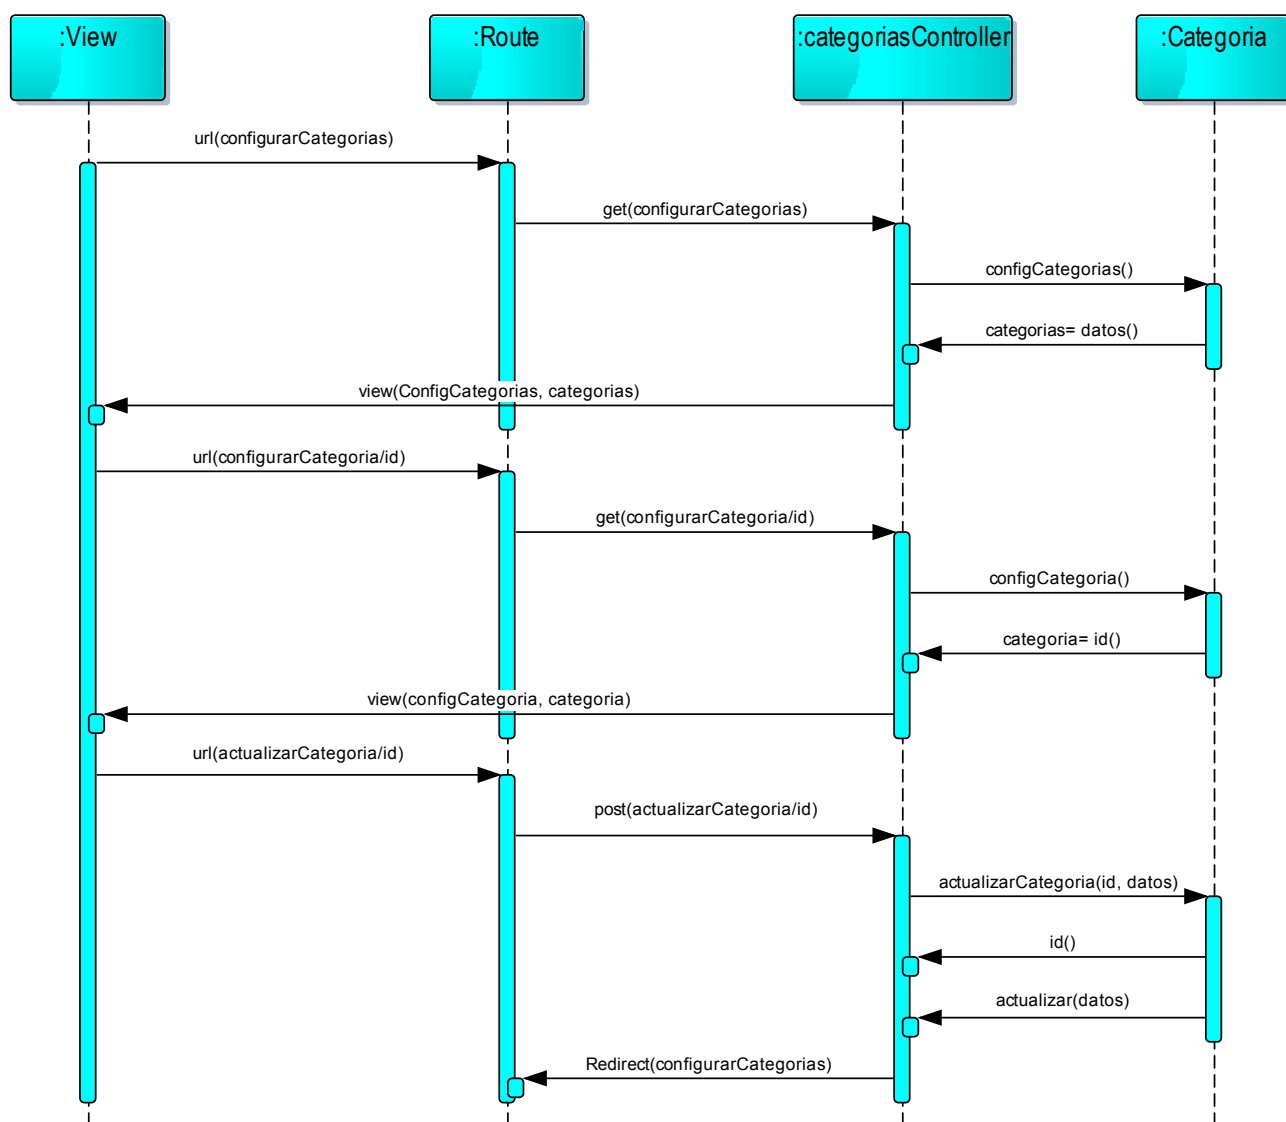 :View
:Route
:categoriasController
:Categoria
url(configurarCategorias)
get(configurarCategorias)
configCategorias()
categorias= datos()
view(ConfigCategorias, categorias)
url(configurarCategoria/id)
get(configurarCategoria/id)
configCategoria()
categoria= id()
view(configCategoria, categoria)
url(actualizarCategoria/id)
post(actualizarCategoria/id)
actualizarCategoria(id, datos)
id()
actualizar(datos)
Redirect(configurarCategorias)